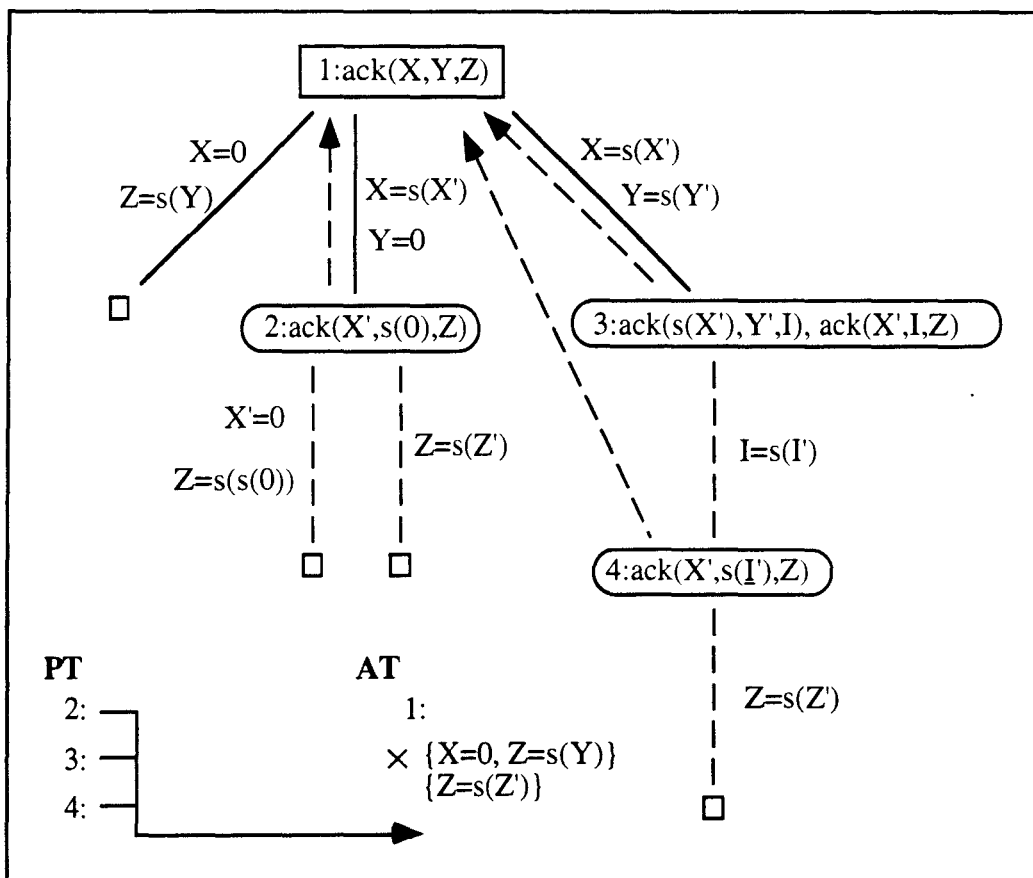 1:ack(X,Y,Z)
X=0
Z=s(Y)
X=s(X')
Y=0
X=s(X')
Y=s(Y')
2:ack(X',s(0),Z)
3:ack(s(X'),Y',I), ack(X',I,Z)
X'=0
Z=s(s(0))
Z=s(Z')
I=s(I')
4:ack(X',s(I'),Z)
Z=s(Z')
PT
2:
3:
4:
AT
1:
× {X=0, Z=s(Y)}
{Z=s(Z')}